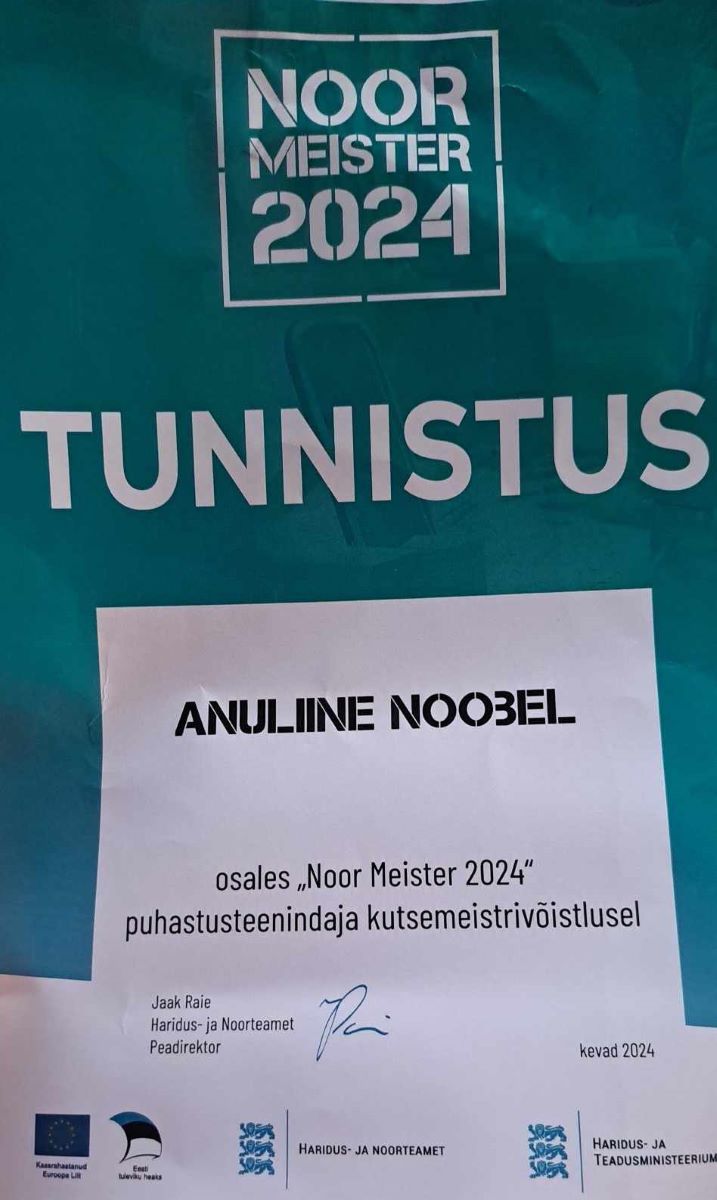 NOOR
MEISTER
2024
TUNNISTUS
ANULIINE NOOBEL
osales „Noor Meister 2024“
puhastusteenindaja kutsemeistrivõistlusel
Jaak Raie
Haridus- ja Noorteamet
Peadirektor
kevad 2024
Kaasrahastanud
Euroopa Liit
Eesti
tuleviku heaks
HARIDUS- JA NOORTEAMET
HARIDUS- JA
TEADUSMINISTEERIUM